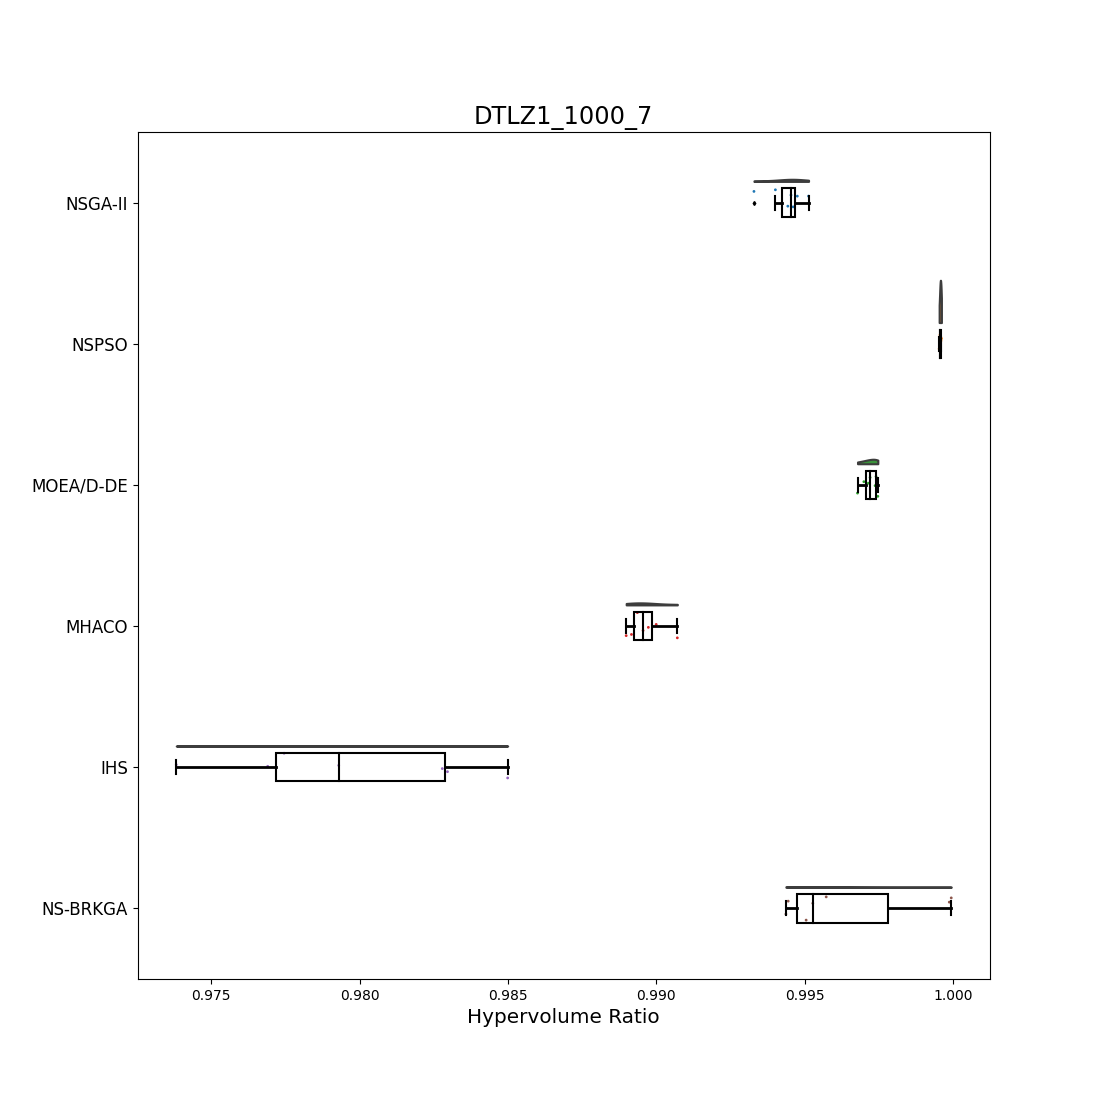 DTLZ1_1000_7
NSGA-II
NSPSO
MOEA/D-DE
MHACO
IHS
NS-BRKGA
0.975 0.980 0.985 0.990 0.995 1.000
Hypervolume Ratio